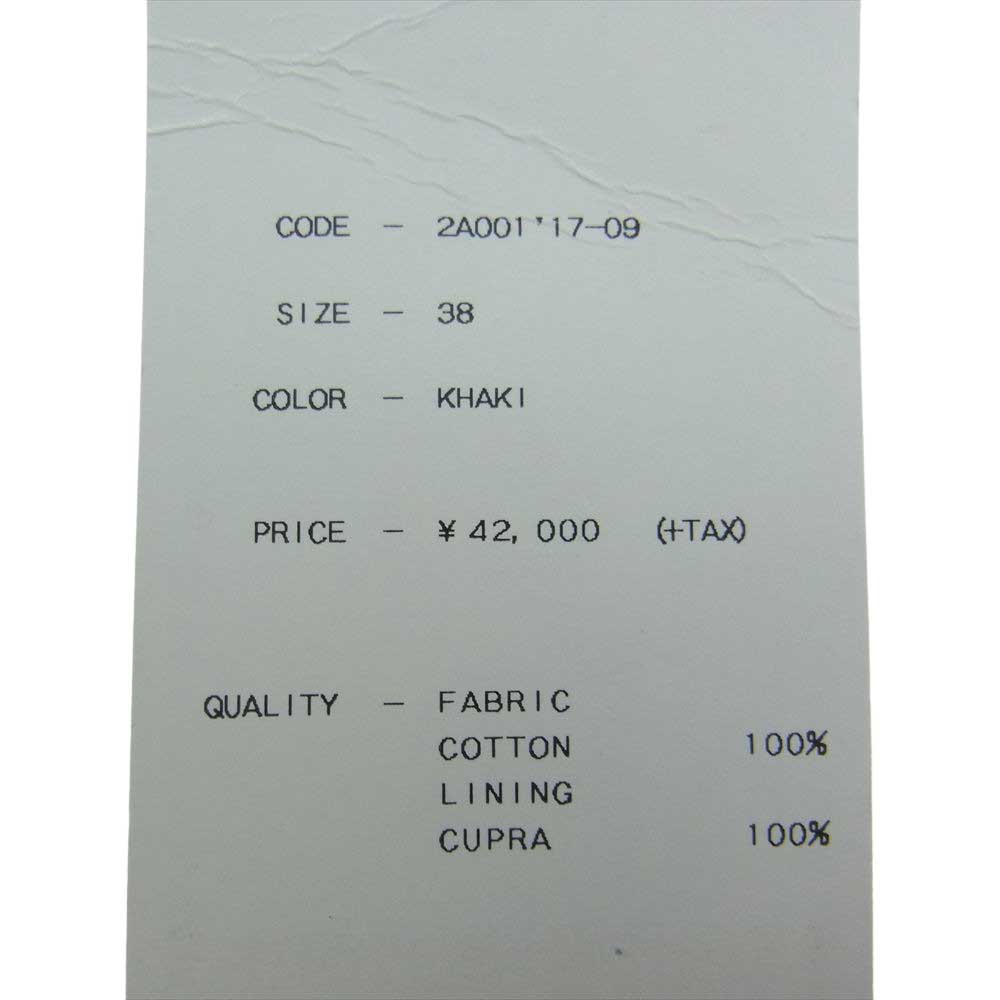 CODE - 2A001'17-09
SIZE - 38
COLOR - KHAKI
PRICE - ¥42,000 (+TAX)
QUALITY - FABRIC
COTTON 100%
LINING
CUPRA 100%